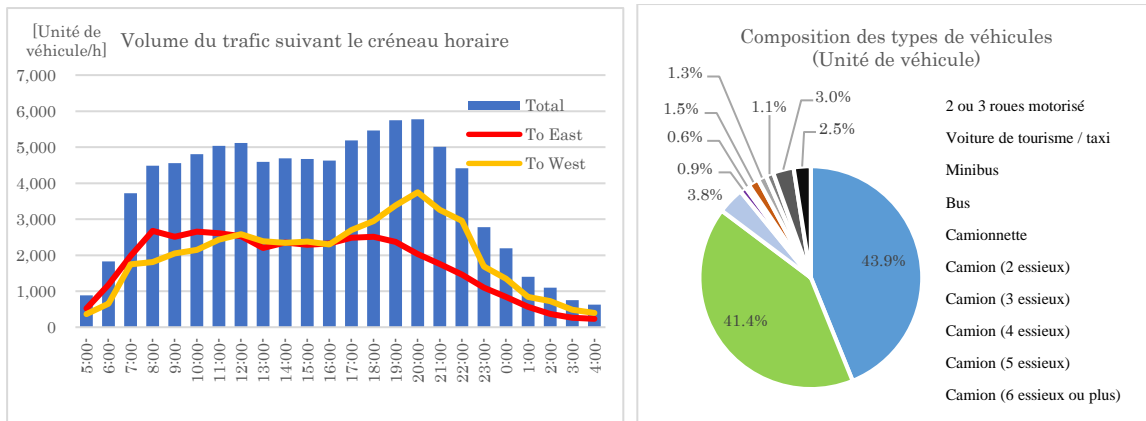 [Unité de
véhicule/h]
Volume du trafic suivant le créneau horaire
7,000
6,000
5,000
4,000
3,000
2,000
1,000
0
Total
To East
To West
5:00-
6:00-
7:00-
8:00-
9:00-
10:00-
11:00-
12:00-
13:00-
14:00-
15:00-
16:00-
17:00-
18:00-
19:00-
20:00-
21:00-
22:00-
23:00-
0:00-
1:00-
2:00-
3:00-
4:00-
Composition des types de véhicules
(Unité de véhicule)
1.3%
1.5%
0.6%
0.9%
3.8%
1.1%
3.0%
2.5%
43.9%
41.4%
2 ou 3 roues motorisé
Voiture de tourisme / taxi
Minibus
Bus
Camionnette
Camion (2 essieux)
Camion (3 essieux)
Camion (4 essieux)
Camion (5 essieux)
Camion (6 essieux ou plus)